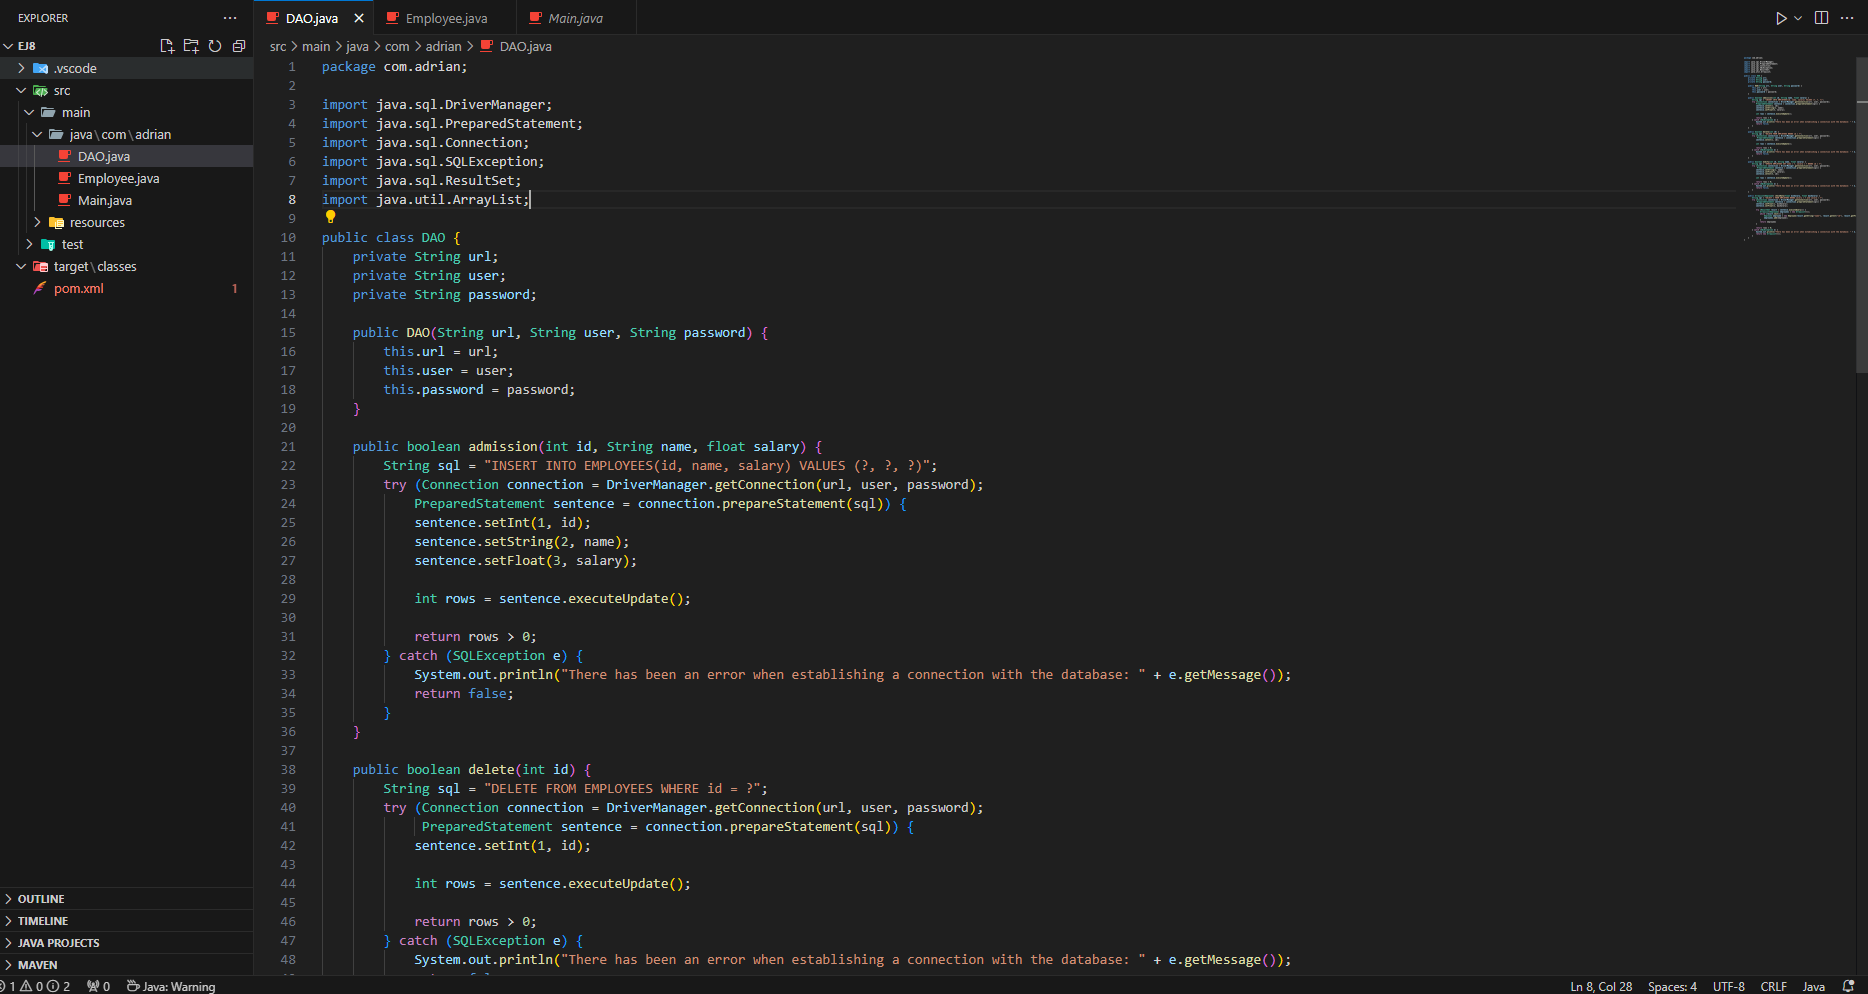 EXPLORER
EJ8
.vscode
src
main
java\com\adrian
DAO.java
Employee.java
Main.java
resources
test
target\classes
pom.xml 1
OUTLINE
TIMELINE
JAVA PROJECTS
MAVEN
DAO.java Employee.java Main.java
src > main > java > com > adrian > DAO.java
1 package com.adrian;
2
3 import java.sql.DriverManager;
4 import java.sql.PreparedStatement;
5 import java.sql.Connection;
6 import java.sql.SQLException;
7 import java.sql.ResultSet;
8 import java.util.ArrayList;
9
10 public class DAO {
11 private String url;
12 private String user;
13 private String password;
14
15 public DAO(String url, String user, String password) {
16 this.url = url;
17 this.user = user;
18 this.password = password;
19 }
20
21 public boolean admission(int id, String name, float salary) {
22 String sql = "INSERT INTO EMPLOYEES(id, name, salary) VALUES (?, ?, ?)";
23 try (Connection connection = DriverManager.getConnection(url, user, password);
24 PreparedStatement sentence = connection.prepareStatement(sql)) {
25 sentence.setInt(1, id);
26 sentence.setString(2, name);
27 sentence.setFloat(3, salary);
28
29 int rows = sentence.executeUpdate();
30
31 return rows > 0;
32 } catch (SQLException e) {
33 System.out.println("There has been an error when establishing a connection with the database: " + e.getMessage());
34 return false;
35 }
36 }
37
38 public boolean delete(int id) {
39 String sql = "DELETE FROM EMPLOYEES WHERE id = ?";
40 try (Connection connection = DriverManager.getConnection(url, user, password);
41 PreparedStatement sentence = connection.prepareStatement(sql)) {
42 sentence.setInt(1, id);
43
44 int rows = sentence.executeUpdate();
45
46 return rows > 0;
47 } catch (SQLException e) {
48 System.out.println("There has been an error when establishing a connection with the database: " + e.getMessage());
1 0 2 0 Java: Warning
Ln 8, Col 28 Spaces: 4 UTF-8 CRLF Java